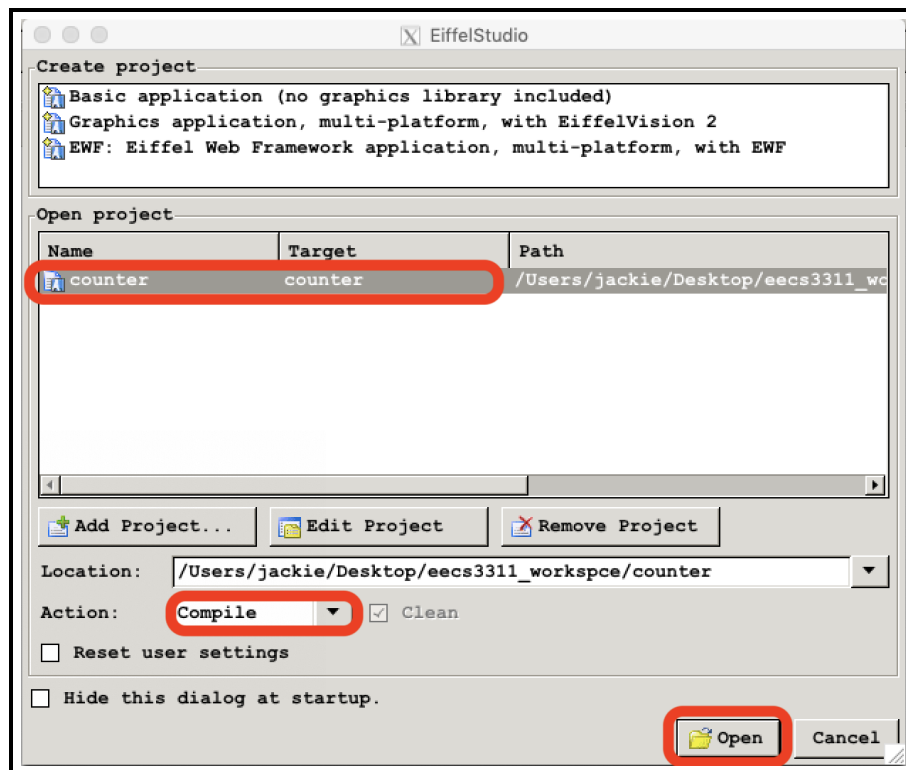 EiffelStudio
Create project
Basic application (no graphics library included)
Graphics application, multi-platform, with EiffelVision 2
EWF: Eiffel Web Framework application, multi-platform, with EWF
Open project
Name Target Path
counter counter /Users/jackie/Desktop/eecs3311_wo
Add Project... Edit Project Remove Project
Location: /Users/jackie/Desktop/eecs3311_workspce/counter
Action: Compile Clean
Reset user settings
Hide this dialog at startup.
Open Cancel